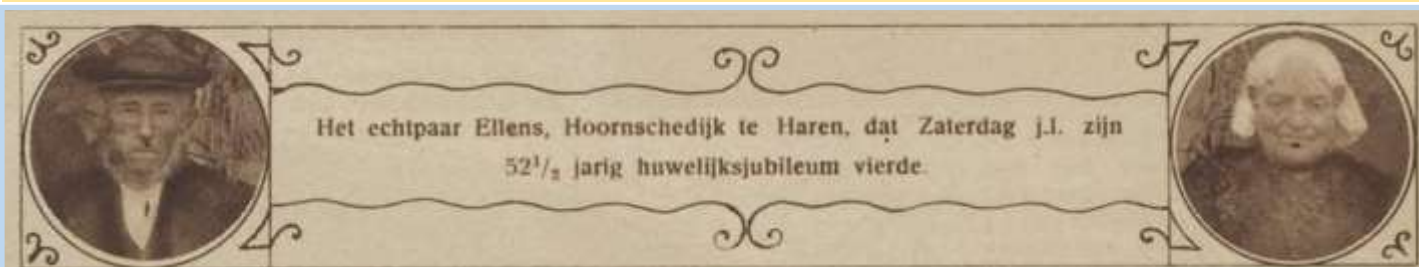 Het echtpaar Ellens, Hoornschedijk te Haren, dat Zaterdag j.l. zijn
52¹/₂ jarig huwelijksjubileum vierde.